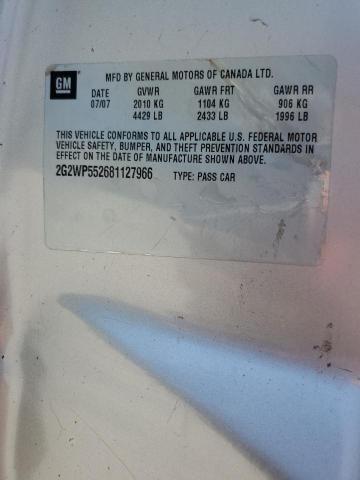 GM
MFD BY GENERAL MOTORS OF CANADA LTD.
DATE GVWR GAWR FRT GAWR RR
07/07 2010 KG 1104 KG 906 KG
4429 LB 2433 LB 1996 LB
THIS VEHICLE CONFORMS TO ALL APPLICABLE U.S. FEDERAL MOTOR
VEHICLE SAFETY, BUMPER, AND THEFT PREVENTION STANDARDS IN
EFFECT ON THE DATE OF MANUFACTURE SHOWN ABOVE.
2G2WP552681127966 TYPE: PASS CAR